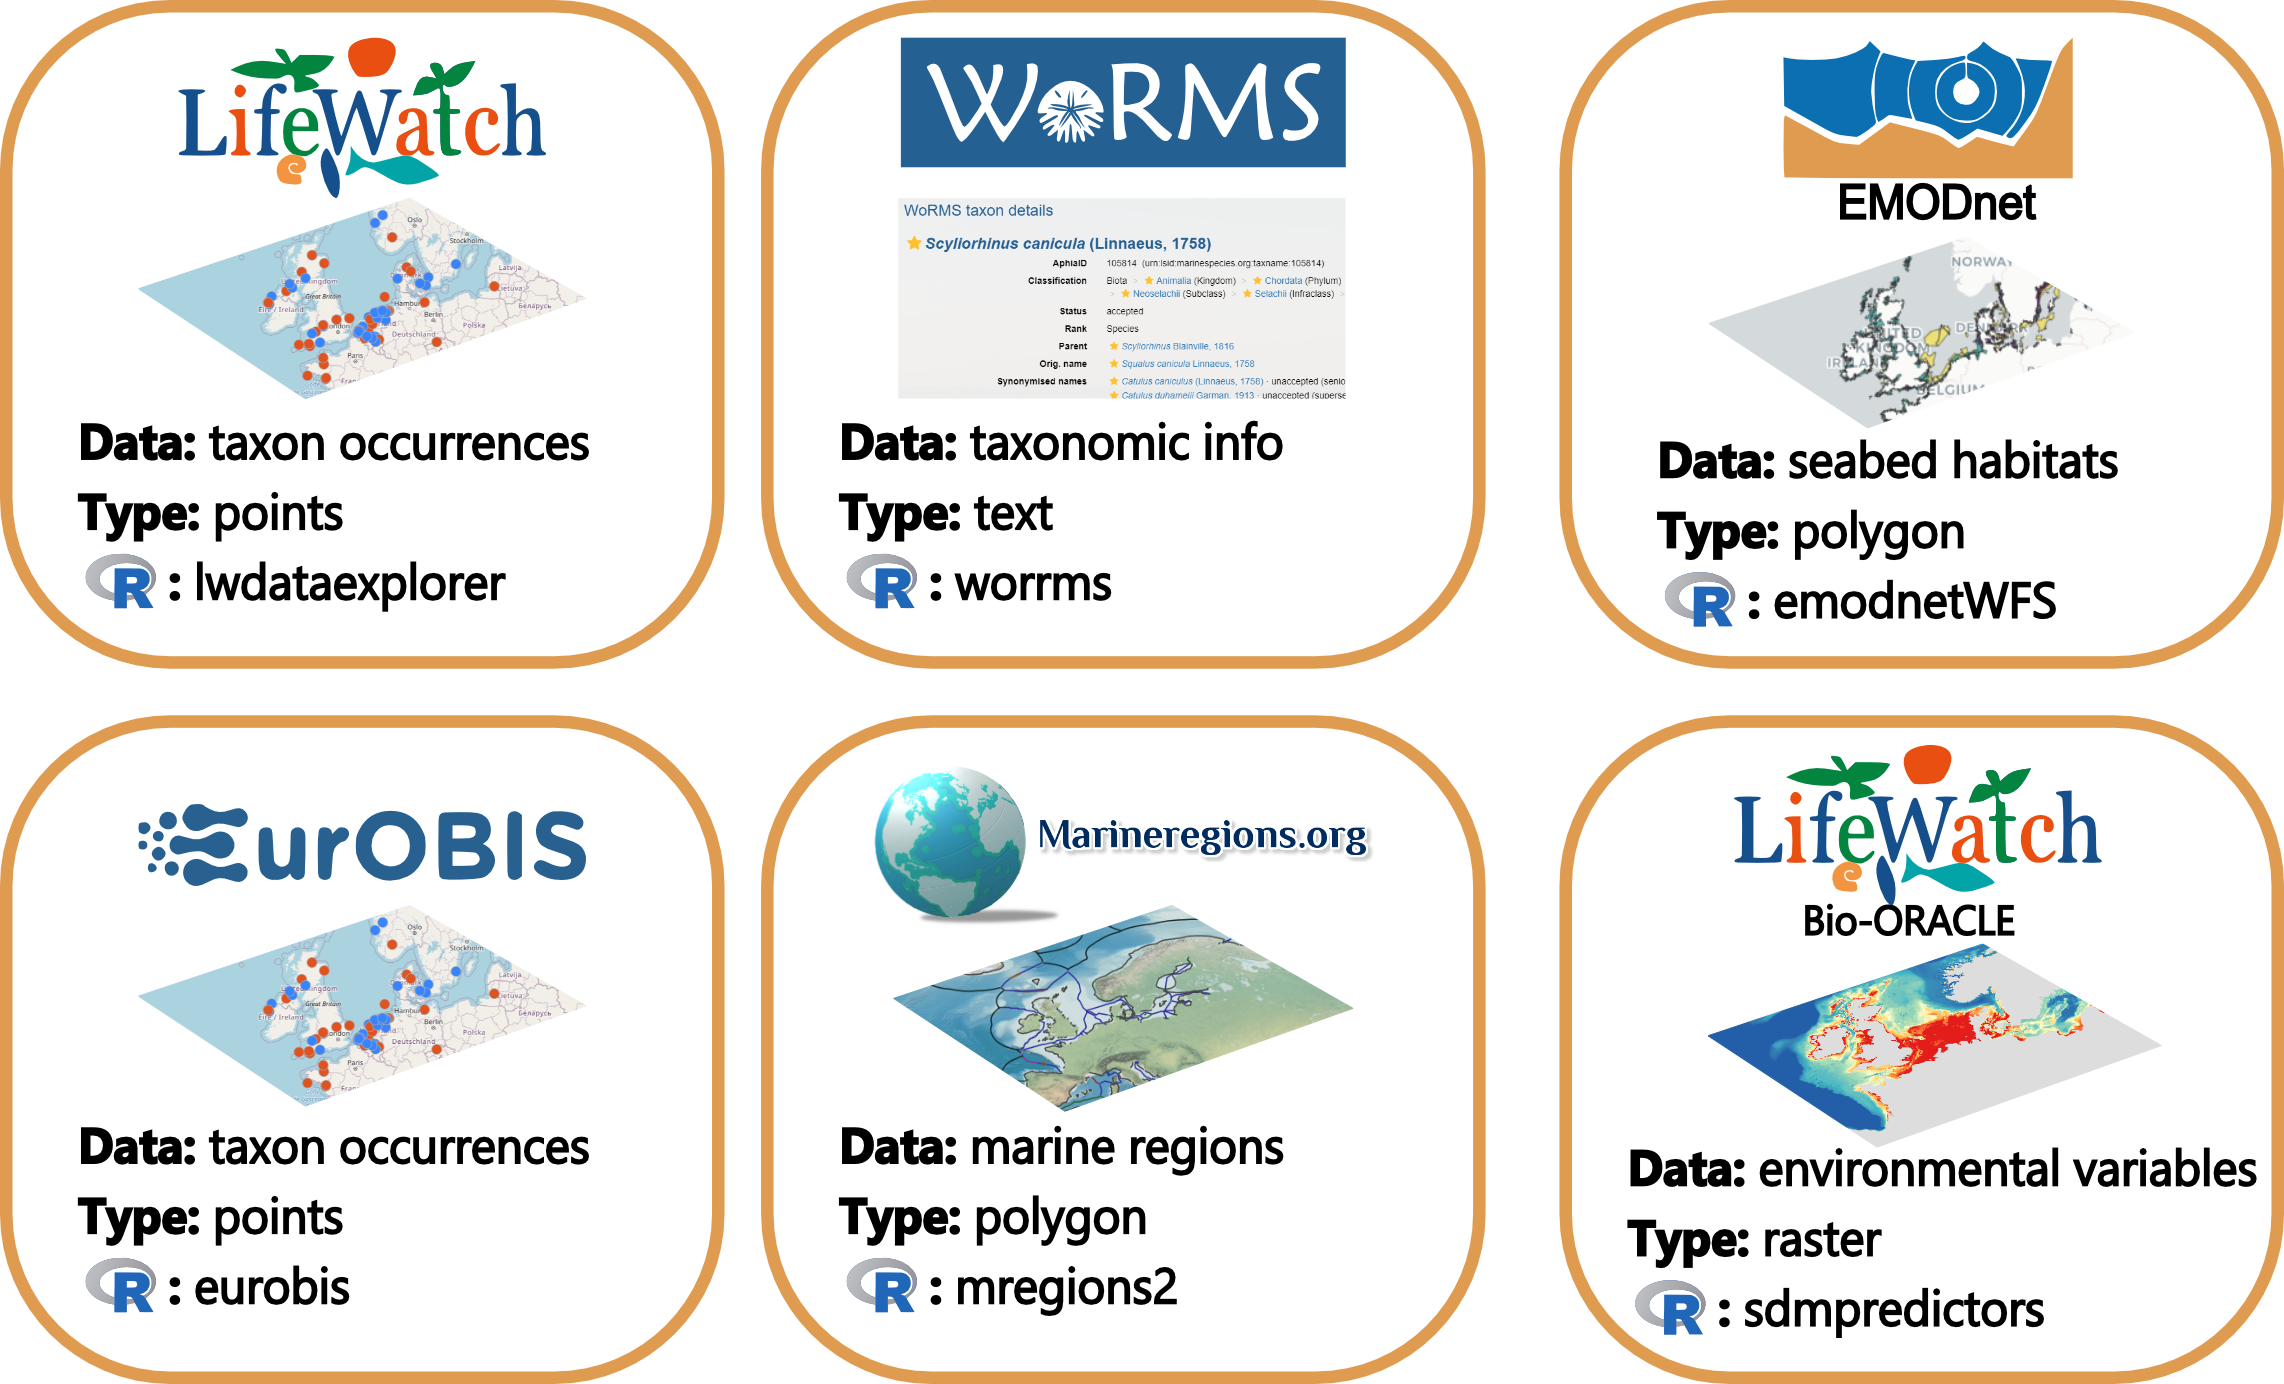 LifeWatch
Oslo
Stockholm
Latvija
Lietuva
United Kingdom
Great Britain
Éire / Ireland
Hamburg
Berlin
Беларусь
London
Polska
Deutschland
Paris
Data: taxon occurrences
Type: points
R : lwdataexplorer
WoRMS
WoRMS taxon details
Scyliorhinus canicula (Linnaeus, 1758)
AphiaID 105814 (urn:lsid:marinespecies.org:taxname:105814)
Classification Biota > Animalia (Kingdom) > Chordata (Phylum)
> Neoselachii (Subclass) > Selachii (Infraclass) >
Status accepted
Rank Species
Parent Scyliorhinus Blainville, 1816
Orig. name Squalus canicula Linnaeus, 1758
Synonymised names Catulus caniculus (Linnaeus, 1758) · unaccepted (senio
Catulus duhamelii Garman, 1913 · unaccepted (superse
Data: taxonomic info
Type: text
R : worrms
EMODnet
NORWAY
UNITED
KINGDOM
DENMARK
IRELAND
BELGIUM
Data: seabed habitats
Type: polygon
R : emodnetWFS
EurOBIS
Oslo
Stockholm
Latvija
Lietuva
United Kingdom
Great Britain
Éire / Ireland
Hamburg
Berlin
Беларусь
London
Polska
Deutschland
Paris
Data: taxon occurrences
Type: points
R : eurobis
Marineregions.org
Data: marine regions
Type: polygon
R : mregions2
LifeWatch
Bio-ORACLE
Data: environmental variables
Type: raster
R : sdmpredictors